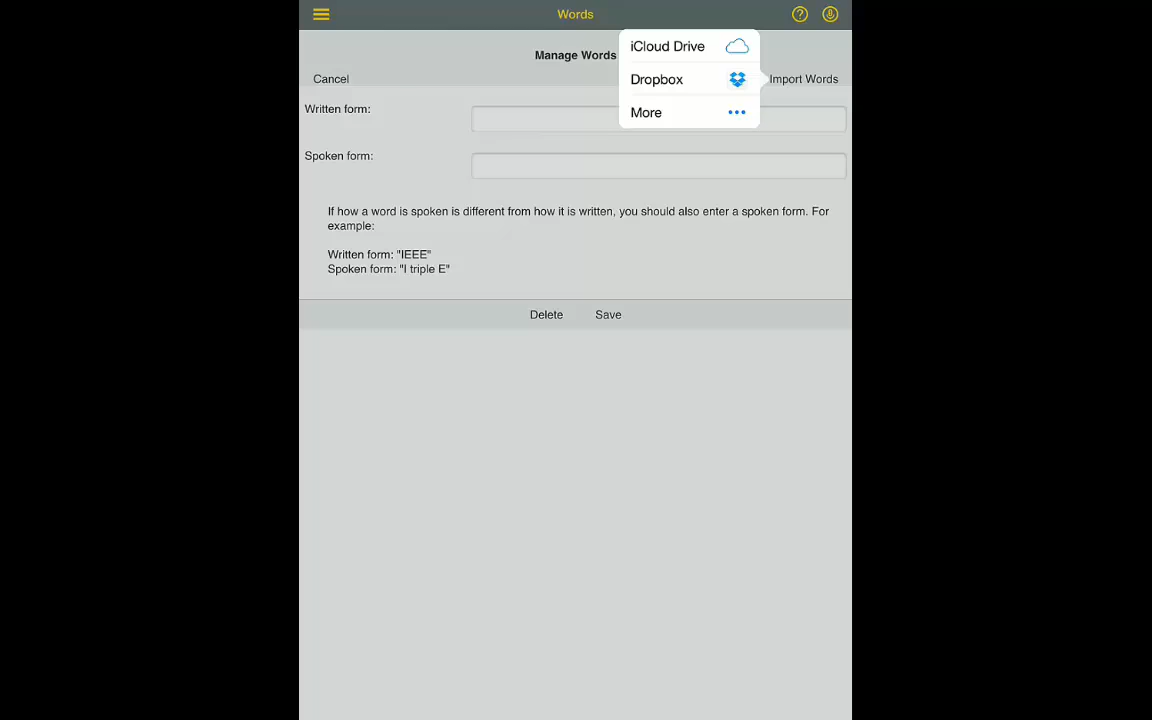 Words
Manage Words
Cancel
Import Words
iCloud Drive
Dropbox
More
Written form:
Spoken form:
If how a word is spoken is different from how it is written, you should also enter a spoken form. For
example:
Written form: "IEEE"
Spoken form: "I triple E"
Delete
Save